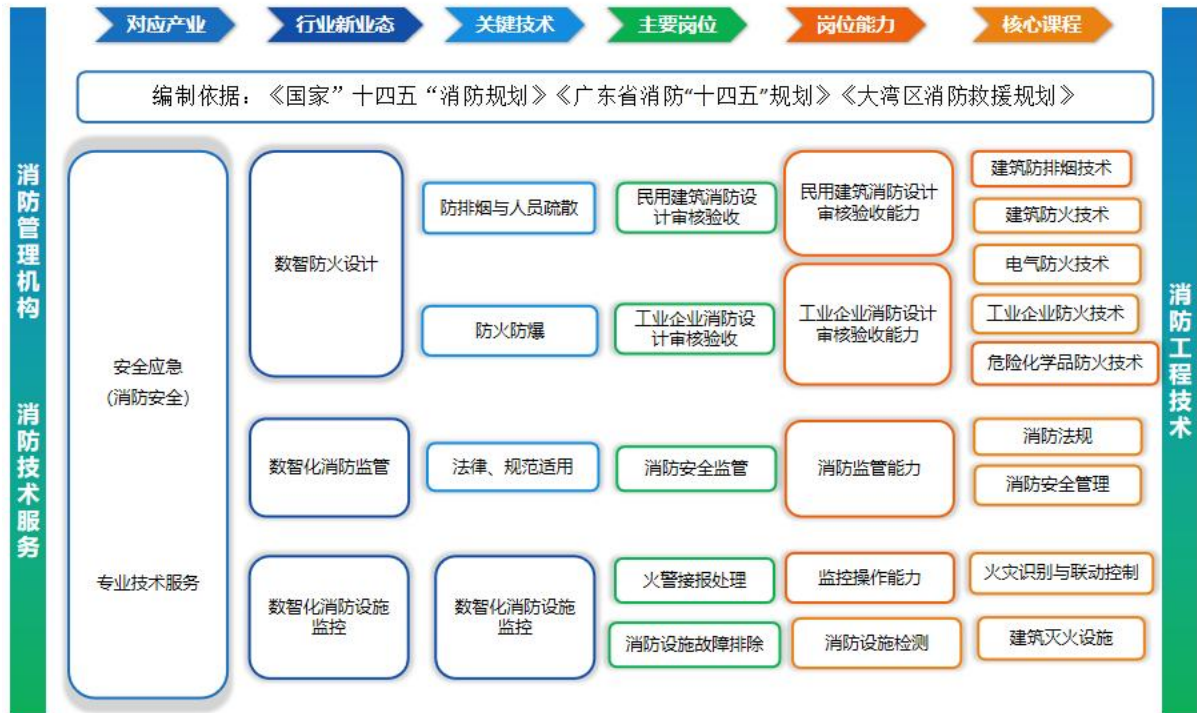 对应产业
行业新业态
关键技术
主要岗位
岗位能力
核心课程
编制依据：《国家”十四五“消防规划》《广东省消防“十四五”规划》《大湾区消防救援规划》
消防管理机构
消防技术服务
安全应急
(消防安全)
专业技术服务
数智防火设计
数智化消防监管
数智化消防设施
监控
防排烟与人员疏散
防火防爆
法律、规范适用
数智化消防设施
监控
民用建筑消防设
计审核验收
工业企业消防设
计审核验收
消防安全监管
火警接报处理
消防设施故障排除
民用建筑消防设计
审核验收能力
工业企业消防设计
审核验收能力
消防监管能力
监控操作能力
消防设施检测
建筑防排烟技术
建筑防火技术
电气防火技术
工业企业防火技术
危险化学品防火技术
消防法规
消防安全管理
火灾识别与联动控制
建筑灭火设施
消防工程技术